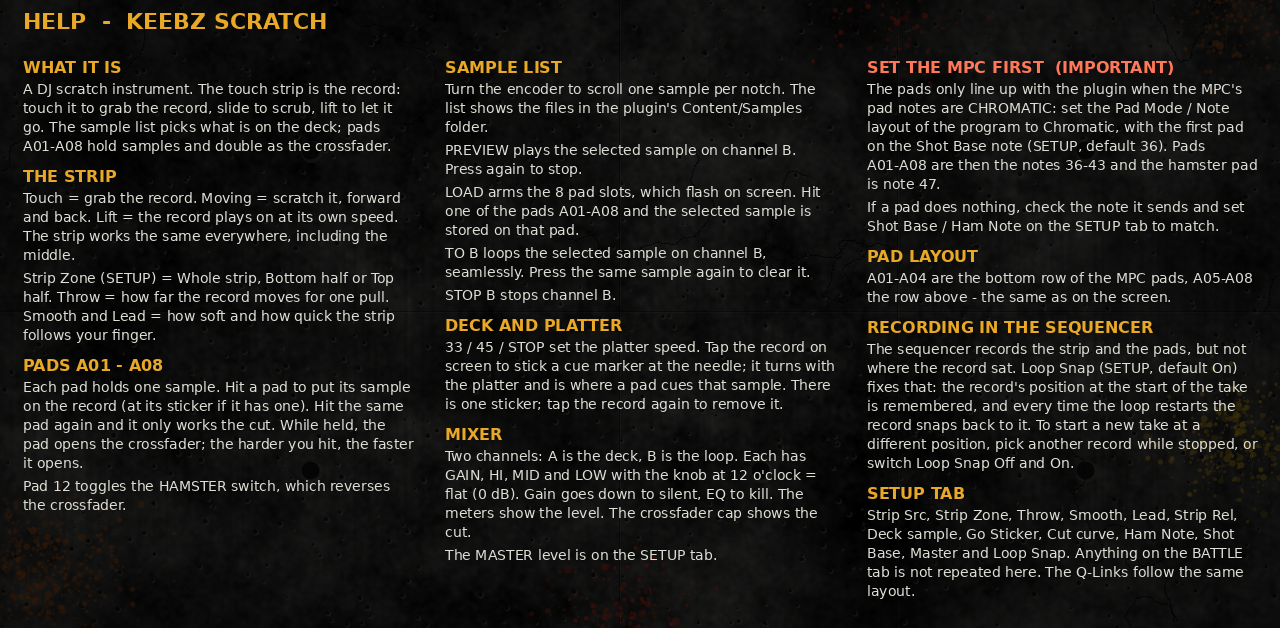 HELP - KEEBZ SCRATCH
WHAT IT IS
A DJ scratch instrument. The touch strip is the record:
touch it to grab the record, slide to scrub, lift to let it
go. The sample list picks what is on the deck; pads
A01-A08 hold samples and double as the crossfader.
THE STRIP
Touch = grab the record. Moving = scratch it, forward
and back. Lift = the record plays on at its own speed.
The strip works the same everywhere, including the
middle.
Strip Zone (SETUP) = Whole strip, Bottom half or Top
half. Throw = how far the record moves for one pull.
Smooth and Lead = how soft and how quick the strip
follows your finger.
PADS A01 - A08
Each pad holds one sample. Hit a pad to put its sample
on the record (at its sticker if it has one). Hit the same
pad again and it only works the cut. While held, the
pad opens the crossfader; the harder you hit, the faster
it opens.
Pad 12 toggles the HAMSTER switch, which reverses
the crossfader.
SAMPLE LIST
Turn the encoder to scroll one sample per notch. The
list shows the files in the plugin's Content/Samples
folder.
PREVIEW plays the selected sample on channel B.
Press again to stop.
LOAD arms the 8 pad slots, which flash on screen. Hit
one of the pads A01-A08 and the selected sample is
stored on that pad.
TO B loops the selected sample on channel B,
seamlessly. Press the same sample again to clear it.
STOP B stops channel B.
DECK AND PLATTER
33 / 45 / STOP set the platter speed. Tap the record on
screen to stick a cue marker at the needle; it turns with
the platter and is where a pad cues that sample. There
is one sticker; tap the record again to remove it.
MIXER
Two channels: A is the deck, B is the loop. Each has
GAIN, HI, MID and LOW with the knob at 12 o'clock =
flat (0 dB). Gain goes down to silent, EQ to kill. The
meters show the level. The crossfader cap shows the
cut.
The MASTER level is on the SETUP tab.
SET THE MPC FIRST (IMPORTANT)
The pads only line up with the plugin when the MPC's
pad notes are CHROMATIC: set the Pad Mode / Note
layout of the program to Chromatic, with the first pad
on the Shot Base note (SETUP, default 36). Pads
A01-A08 are then the notes 36-43 and the hamster pad
is note 47.
If a pad does nothing, check the note it sends and set
Shot Base / Ham Note on the SETUP tab to match.
PAD LAYOUT
A01-A04 are the bottom row of the MPC pads, A05-A08
the row above - the same as on the screen.
RECORDING IN THE SEQUENCER
The sequencer records the strip and the pads, but not
where the record sat. Loop Snap (SETUP, default On)
fixes that: the record's position at the start of the take
is remembered, and every time the loop restarts the
record snaps back to it. To start a new take at a
different position, pick another record while stopped, or
switch Loop Snap Off and On.
SETUP TAB
Strip Src, Strip Zone, Throw, Smooth, Lead, Strip Rel,
Deck sample, Go Sticker, Cut curve, Ham Note, Shot
Base, Master and Loop Snap. Anything on the BATTLE
tab is not repeated here. The Q-Links follow the same
layout.